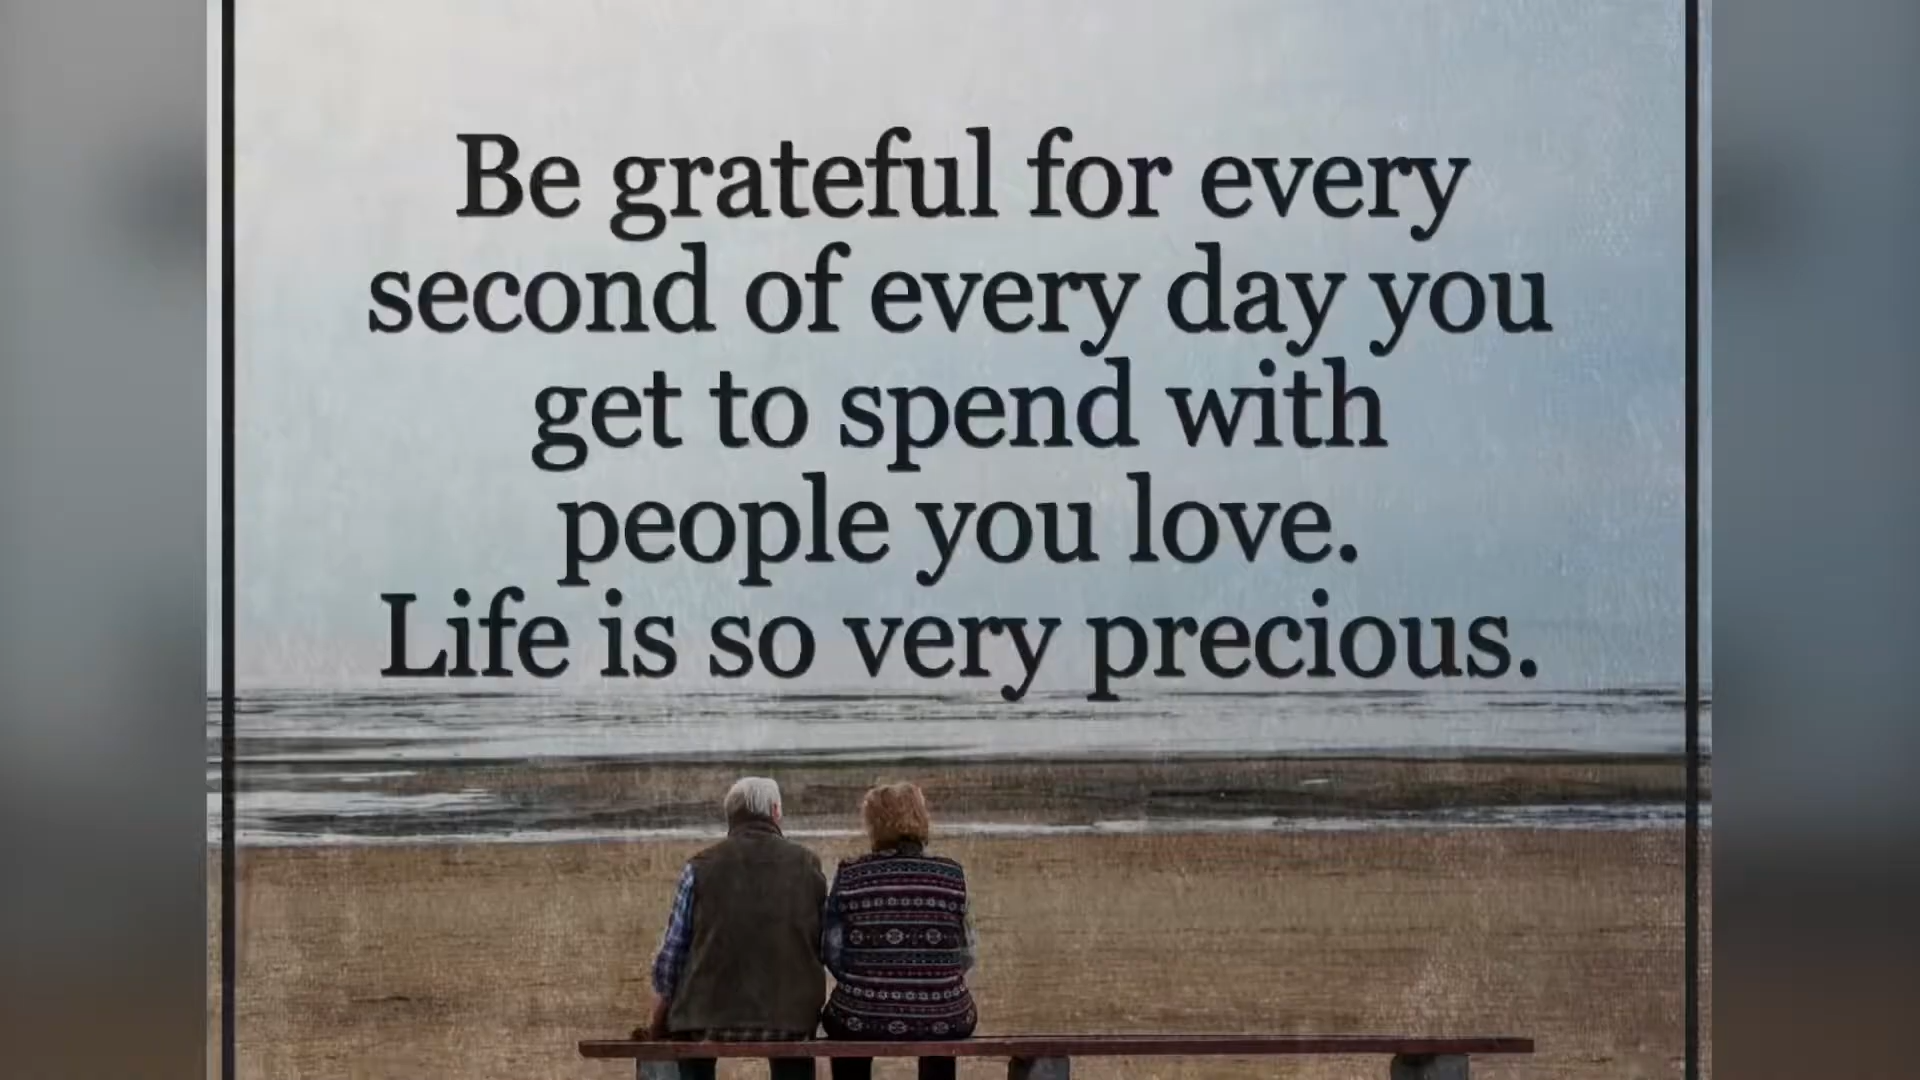 Be grateful for every
second of every day you
get to spend with
people you love.
Life is so very precious.